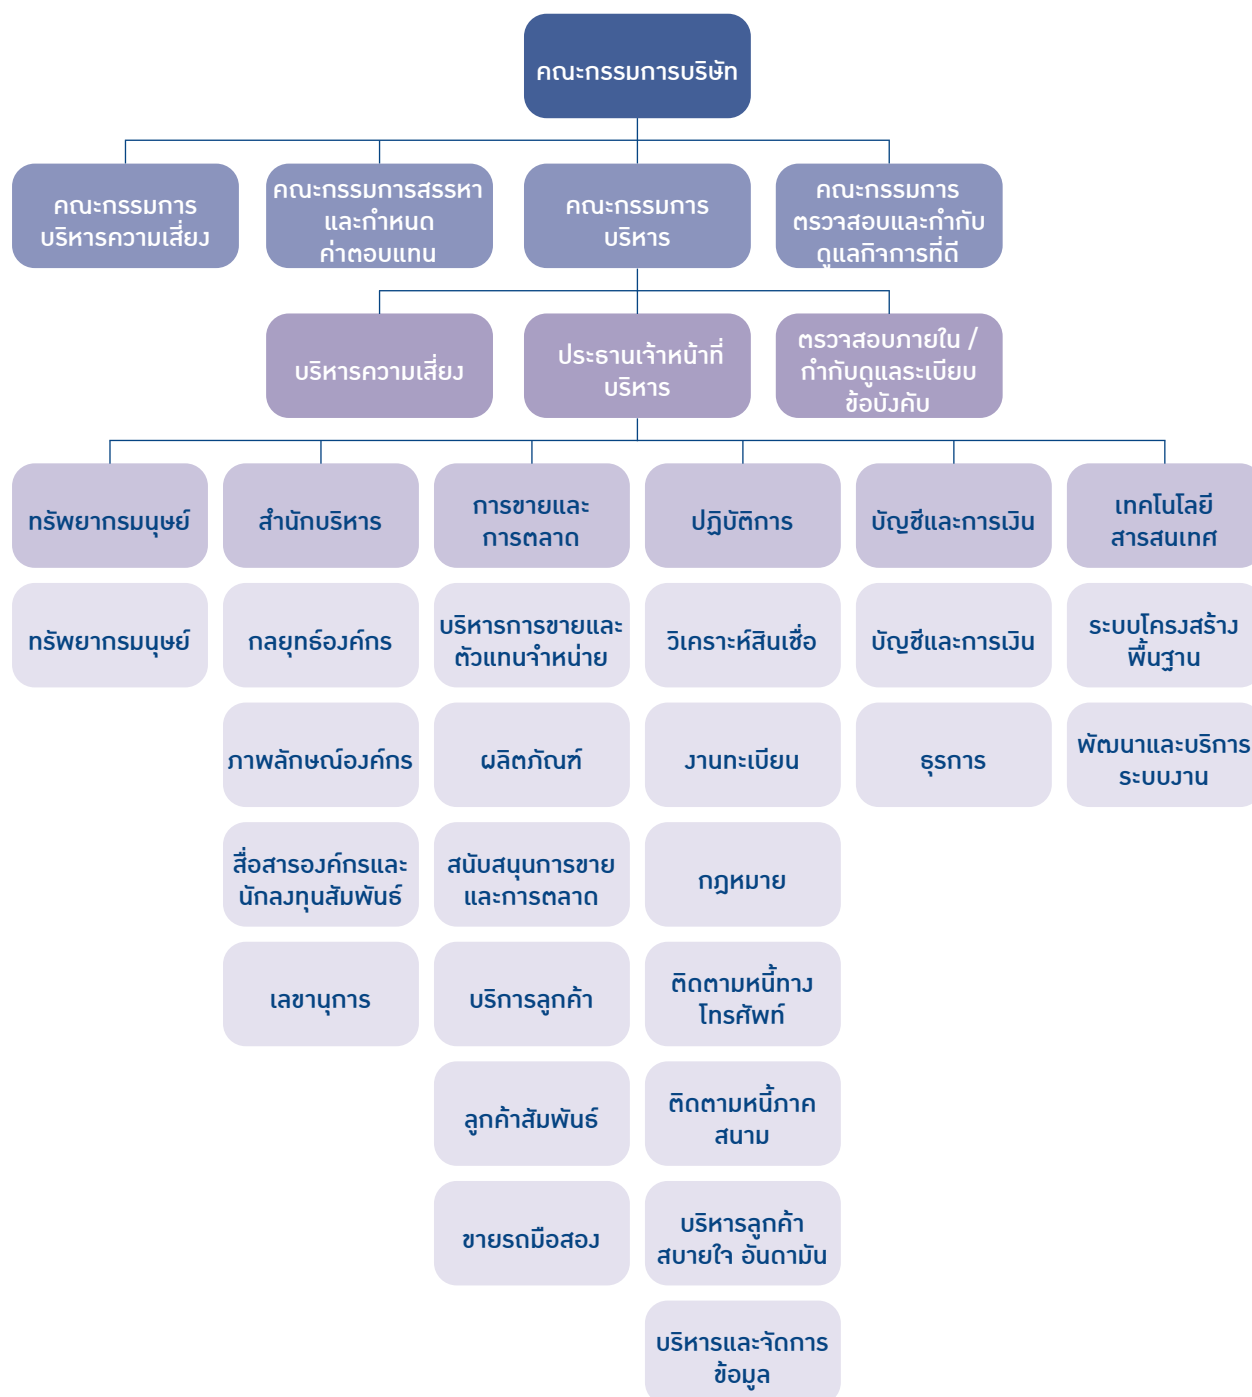 คณะกรรมการบริษัท
คณะกรรมการ
บริหารความเสี่ยง
คณะกรรมการสรรหา
และกำหนด
ค่าตอบแทน
คณะกรรมการ
บริหาร
คณะกรรมการ
ตรวจสอบและกำกับ
ดูแลกิจการที่ดี
บริหารความเสี่ยง
ประธานเจ้าหน้าที่
บริหาร
ตรวจสอบภายใน /
กำกับดูแลระเบียบ
ข้อบังคับ
ทรัพยากรมนุษย์
สำนักบริหาร
การขายและ
การตลาด
ปฏิบัติการ
บัญชีและการเงิน
เทคโนโลยี
สารสนเทศ
ทรัพยากรมนุษย์
กลยุทธ์องค์กร
บริหารการขายและ
ตัวแทนจำหน่าย
วิเคราะห์สินเชื่อ
บัญชีและการเงิน
ระบบโครงสร้าง
พื้นฐาน
ภาพลักษณ์องค์กร
ผลิตภัณฑ์
งานทะเบียน
ธุรการ
พัฒนาและบริการ
ระบบงาน
สื่อสารองค์กรและ
นักลงทุนสัมพันธ์
สนับสนุนการขาย
และการตลาด
กฎหมาย
เลขานุการ
บริการลูกค้า
ติดตามหนี้ทาง
โทรศัพท์
ลูกค้าสัมพันธ์
ติดตามหนี้ภาค
สนาม
ขายรถมือสอง
บริหารลูกค้า
สบายใจ อันดามัน
บริหารและจัดการ
ข้อมูล